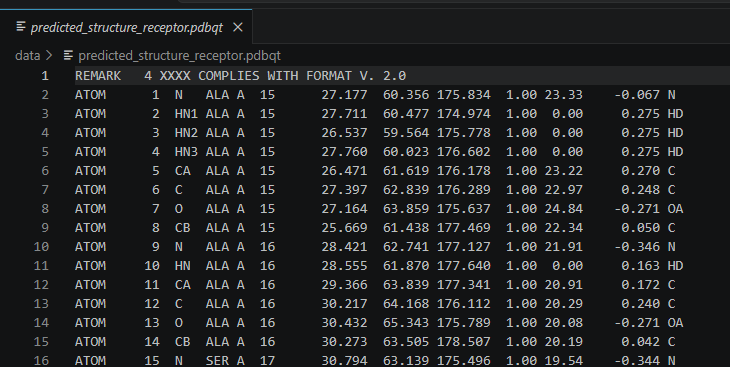 predicted_structure_receptor.pdbqt
data > predicted_structure_receptor.pdbqt
1 REMARK   4 XXXX COMPLIES WITH FORMAT V. 2.0
2 ATOM      1  N   ALA A  15      27.177  60.356 175.834  1.00 23.33    -0.067 N
3 ATOM      2  HN1 ALA A  15      27.711  60.477 174.974  1.00  0.00     0.275 HD
4 ATOM      3  HN2 ALA A  15      26.537  59.564 175.778  1.00  0.00     0.275 HD
5 ATOM      4  HN3 ALA A  15      27.760  60.023 176.602  1.00  0.00     0.275 HD
6 ATOM      5  CA  ALA A  15      26.471  61.619 176.178  1.00 23.22     0.270 C
7 ATOM      6  C   ALA A  15      27.397  62.839 176.289  1.00 22.97     0.248 C
8 ATOM      7  O   ALA A  15      27.164  63.859 175.637  1.00 24.84    -0.271 OA
9 ATOM      8  CB  ALA A  15      25.669  61.438 177.469  1.00 22.34     0.050 C
10 ATOM      9  N   ALA A  16      28.421  62.741 177.127  1.00 21.91    -0.346 N
11 ATOM     10  HN  ALA A  16      28.555  61.870 177.640  1.00  0.00     0.163 HD
12 ATOM     11  CA  ALA A  16      29.366  63.839 177.341  1.00 20.91     0.172 C
13 ATOM     12  C   ALA A  16      30.217  64.168 176.112  1.00 20.29     0.240 C
14 ATOM     13  O   ALA A  16      30.432  65.343 175.789  1.00 20.08    -0.271 OA
15 ATOM     14  CB  ALA A  16      30.273  63.505 178.507  1.00 20.19     0.042 C
16 ATOM     15  N   SER A  17      30.794  63.139 175.496  1.00 19.54    -0.344 N